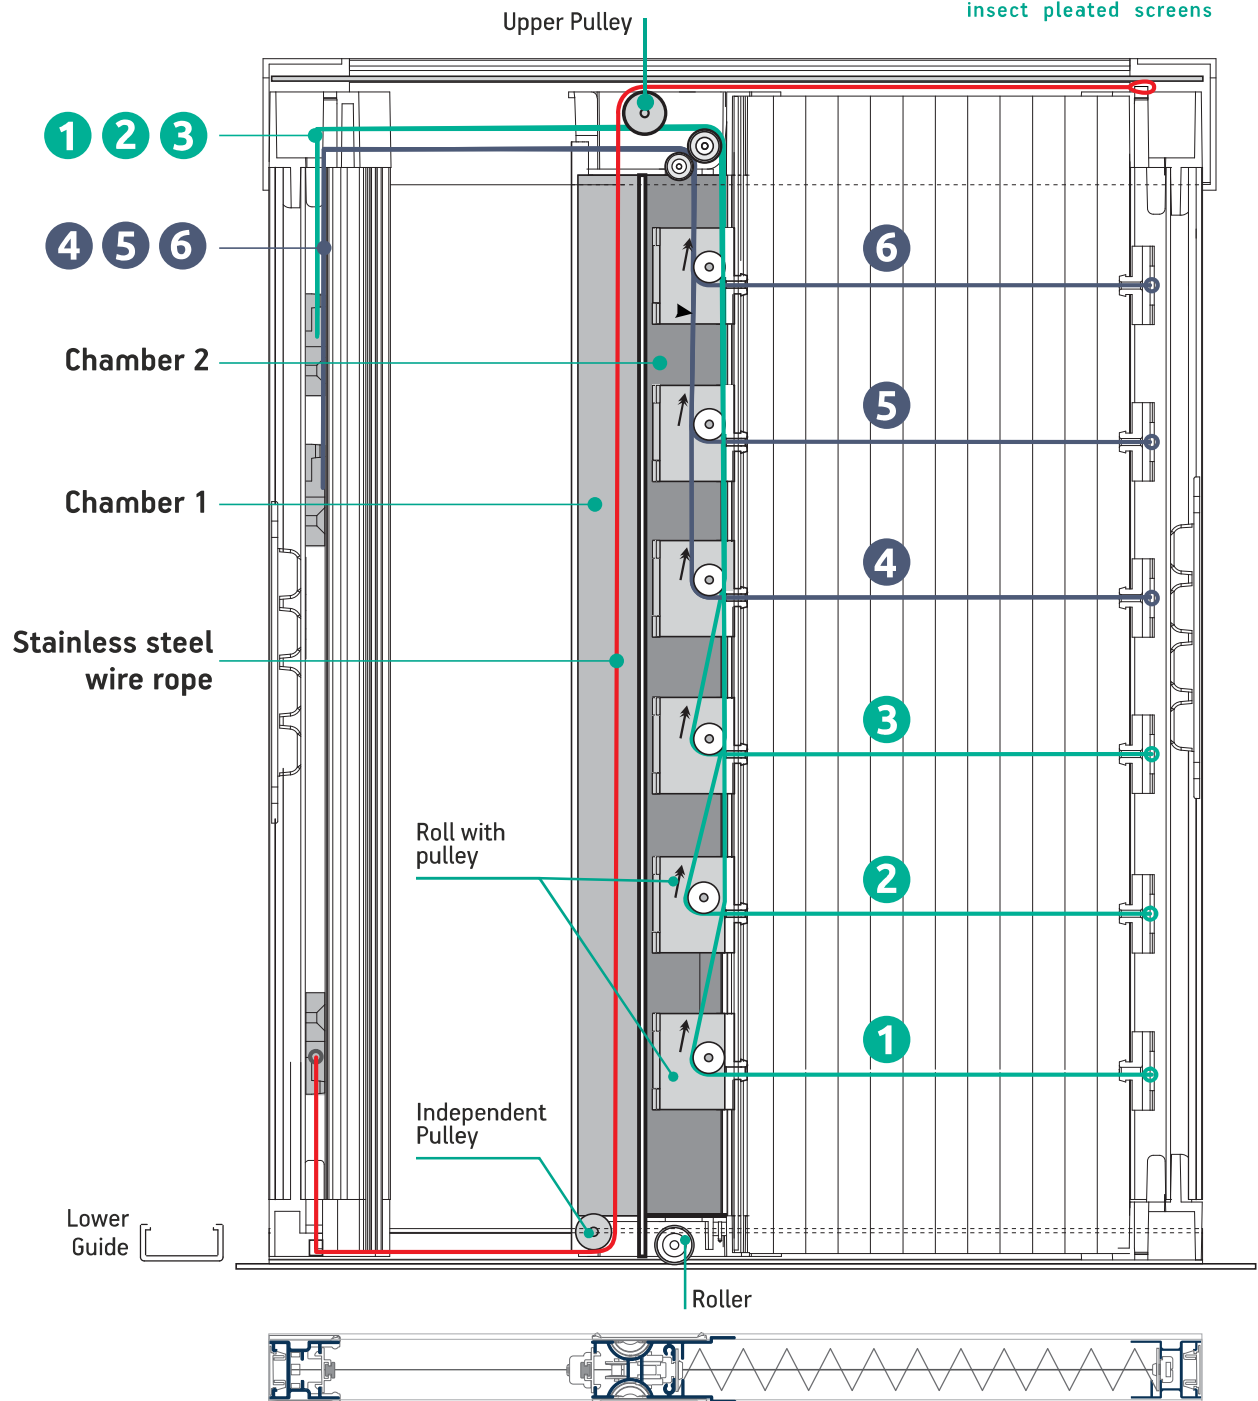 insect pleated screens
Upper Pulley
1 2 3
4 5 6
6
Chamber 2
5
Chamber 1
4
Stainless steel
wire rope
3
Roll with
pulley
2
1
Independent
Pulley
Lower
Guide
Roller